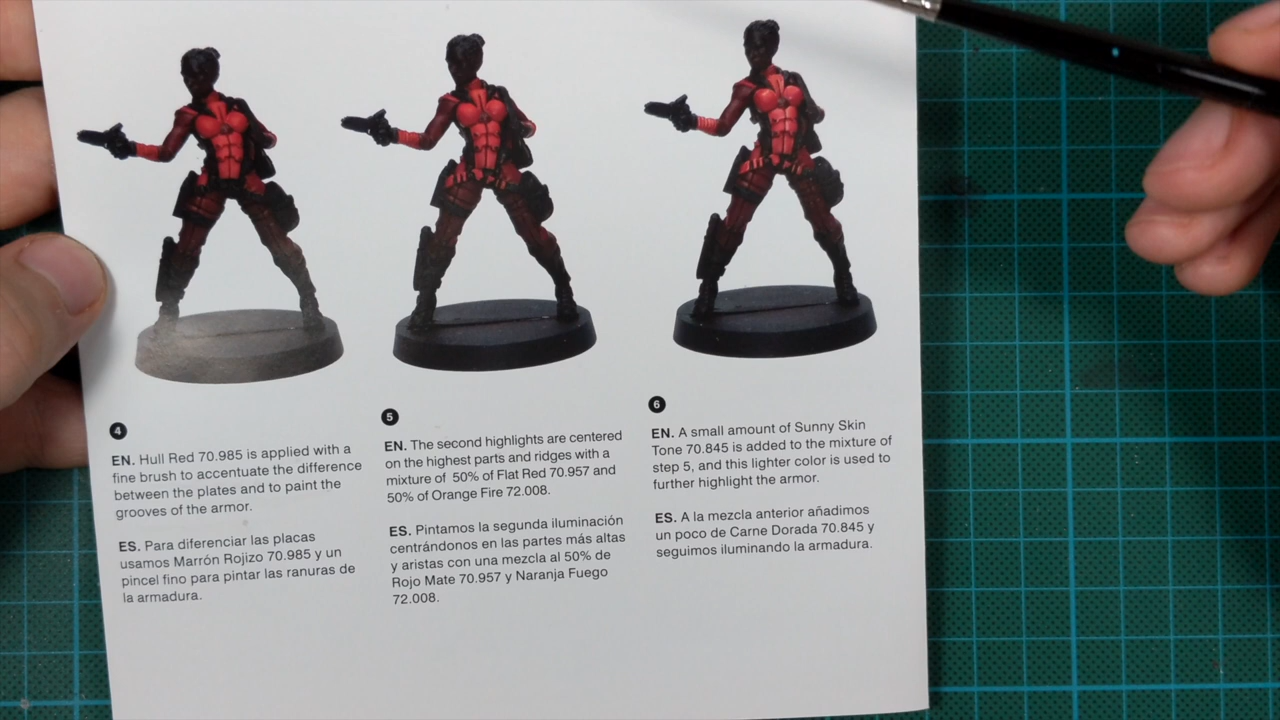 4
EN. Hull Red 70.985 is applied with a
fine brush to accentuate the difference
between the plates and to paint the
grooves of the armor.
ES. Para diferenciar las placas
usamos Marrón Rojizo 70.985 y un
pincel fino para pintar las ranuras de
la armadura.
5
EN. The second highlights are centered
on the highest parts and ridges with a
mixture of 50% of Flat Red 70.957 and
50% of Orange Fire 72.008.
ES. Pintamos la segunda iluminación
centrándonos en las partes más altas
y aristas con una mezcla al 50% de
Rojo Mate 70.957 y Naranja Fuego
72.008.
6
EN. A small amount of Sunny Skin
Tone 70.845 is added to the mixture of
step 5, and this lighter color is used to
further highlight the armor.
ES. A la mezcla anterior añadimos
un poco de Carne Dorada 70.845 y
seguimos iluminando la armadura.